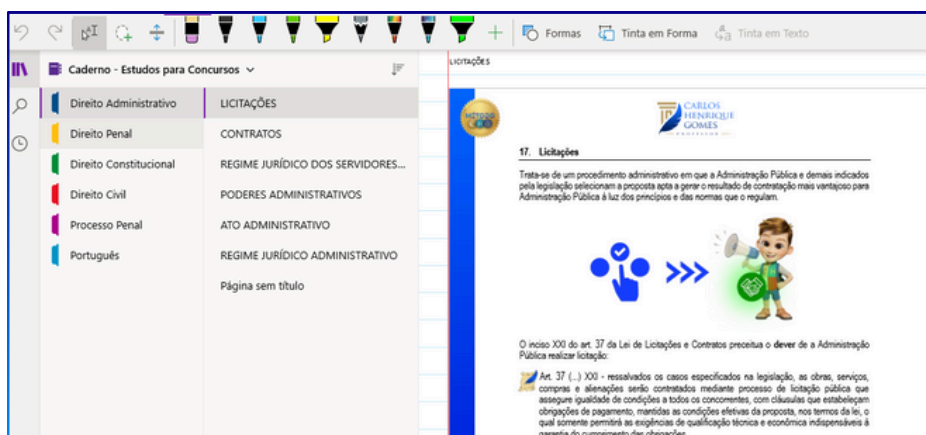 Formas
Tinta em Forma
Tinta em Texto
Caderno - Estudos para Concursos
Direito Administrativo
Direito Penal
Direito Constitucional
Direito Civil
Processo Penal
Português
LICITAÇÕES
CONTRATOS
REGIME JURÍDICO DOS SERVIDORES...
PODERES ADMINISTRATIVOS
ATO ADMINISTRATIVO
REGIME JURÍDICO ADMINISTRATIVO
Página sem título
LICITAÇÕES
CARLOS
HENRIQUE
GOMES
PROFESSOR
17. Licitações
Trata-se de um procedimento administrativo em que a Administração Pública e demais indicados
pela legislação selecionam a proposta apta a gerar o resultado de contratação mais vantajoso para
Administração Pública à luz dos princípios e das normas que o regulam.
O inciso XXI do art. 37 da Lei de Licitações e Contratos preceitua o dever de a Administração
Pública realizar licitação:
Art. 37 (...) XXI - ressalvados os casos especificados na legislação, as obras, serviços,
compras e alienações serão contratados mediante processo de licitação pública que
assegure igualdade de condições a todos os concorrentes, com cláusulas que estabeleçam
obrigações de pagamento, mantidas as condições efetivas da proposta, nos termos da lei, o
qual somente permitirá as exigências de qualificação técnica e econômica indispensáveis à
garantia do cumprimento das obrigações.